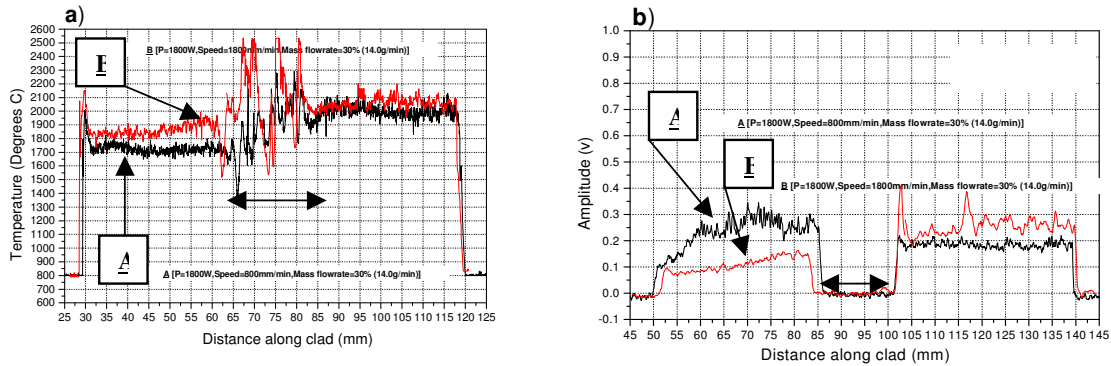 a)
2600
2500
2400
2300
2200
2100
2000
1900
1800
1700
1600
1500
1400
1300
1200
1100
1000
900
800
700
600
Temperature (Degrees C)
B [P=1800W,Speed=1800mm/min,Mass flowrate=30% (14.0g/min)]
B
A
A [P=1800W,Speed=800mm/min,Mass flowrate=30% (14.0g/min)]
25 30 35 40 45 50 55 60 65 70 75 80 85 90 95 100 105 110 115 120 125
Distance along clad (mm)
b)
1.0
0.9
0.8
0.7
0.6
0.5
0.4
0.3
0.2
0.1
0.0
-0.1
Amplitude (v)
A
A [P=1800W,Speed=800mm/min,Mass flowrate=30% (14.0g/min)]
B
B [P=1800W,Speed=1800mm/min,Mass flowrate=30% (14.0g/min)]
45 50 55 60 65 70 75 80 85 90 95 100 105 110 115 120 125 130 135 140 145
Distance along clad (mm)